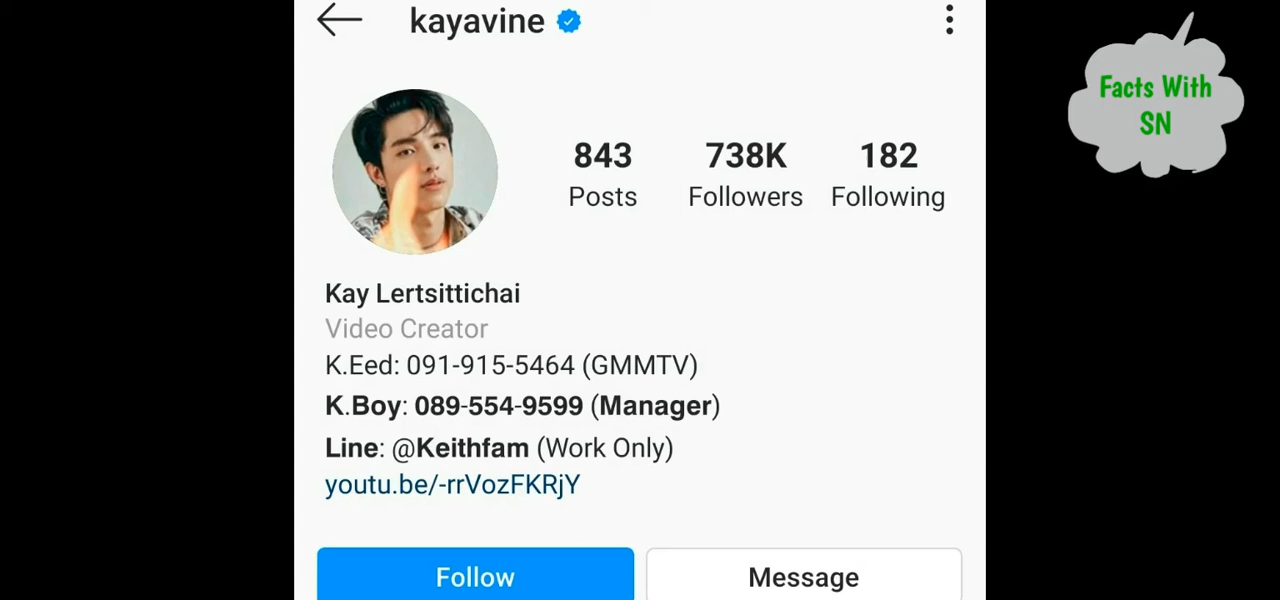 kayavine
Facts With
SN
843 738K 182
Posts Followers Following
Kay Lertsittichai
Video Creator
K.Eed: 091-915-5464 (GMMTV)
K.Boy: 089-554-9599 (Manager)
Line: @Keithfam (Work Only)
youtu.be/-rrVozFKRjY
Follow Message